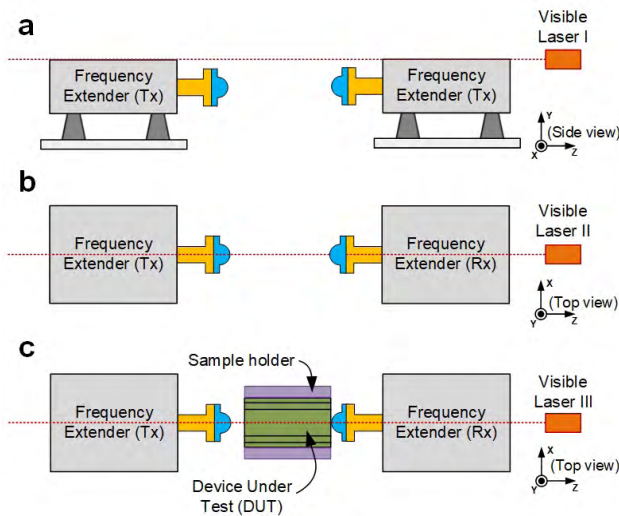 a
Visible
Laser I
Frequency
Extender (Tx)
Frequency
Extender (Tx)
Y
(Side view)
X
Z
b
Visible
Laser II
Frequency
Extender (Tx)
Frequency
Extender (Rx)
X
(Top view)
Y
Z
c
Sample holder
Visible
Laser III
Frequency
Extender (Tx)
Frequency
Extender (Rx)
X
(Top view)
Y
Z
Device Under
Test (DUT)